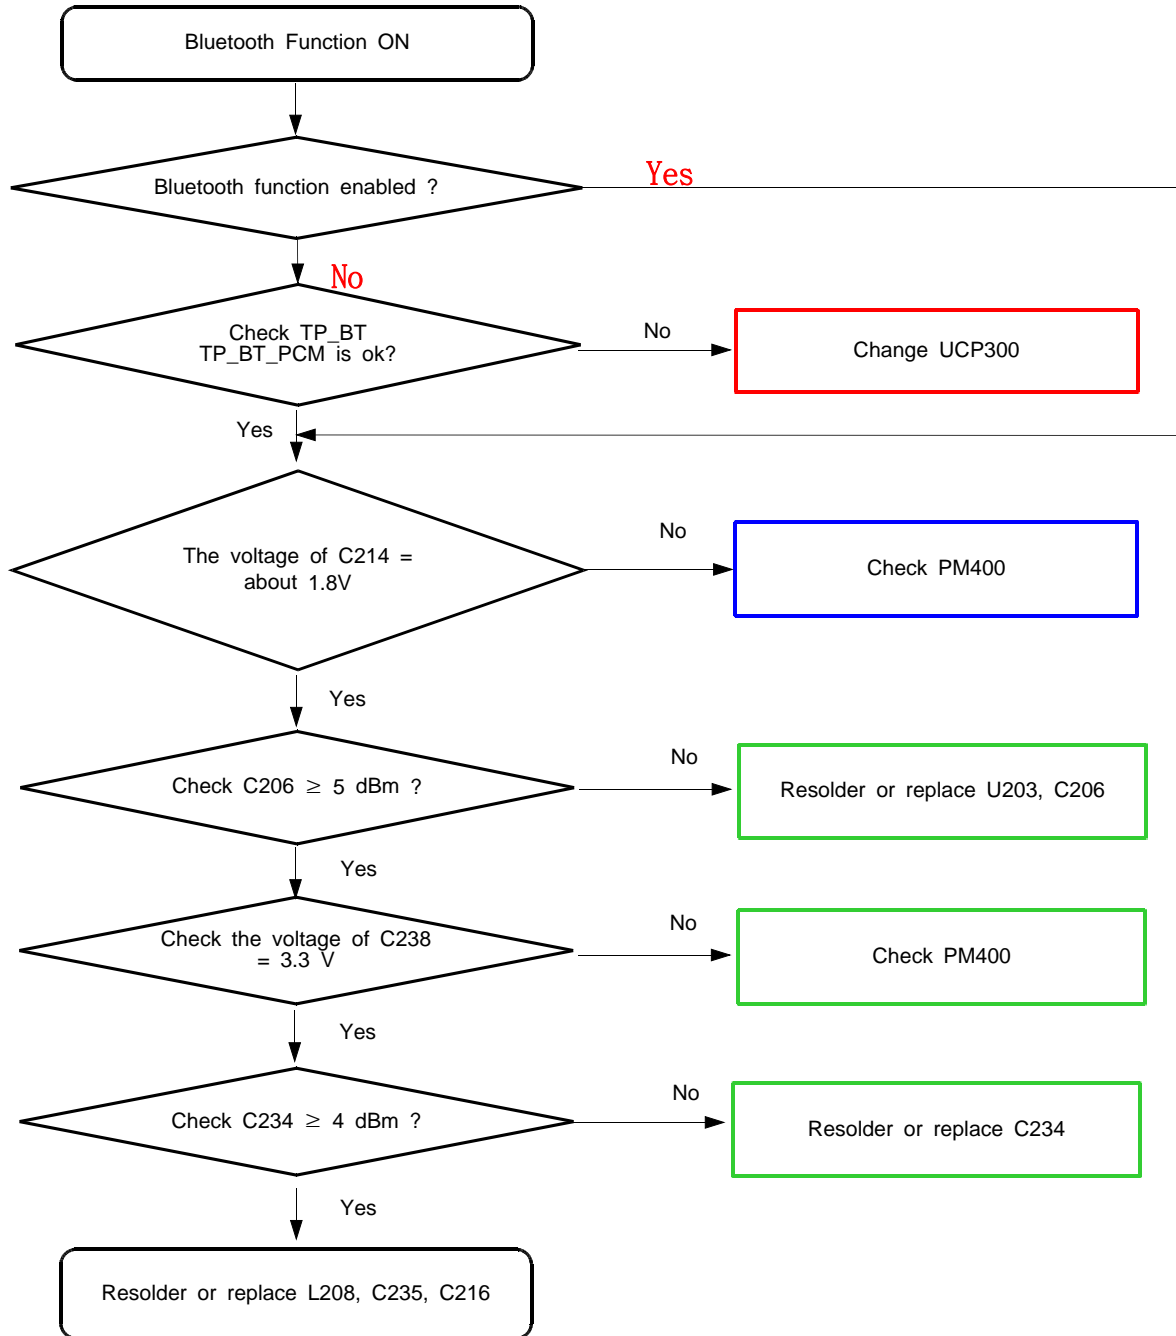 Bluetooth Function ON
Bluetooth function enabled ?
Yes
No
Check TP_BT
TP_BT_PCM is ok?
No
Change UCP300
Yes
The voltage of C214 =
about 1.8V
No
Check PM400
Yes
Check C206 ≥ 5 dBm ?
No
Resolder or replace U203, C206
Yes
Check the voltage of C238
= 3.3 V
No
Check PM400
Yes
Check C234 ≥ 4 dBm ?
No
Resolder or replace C234
Yes
Resolder or replace L208, C235, C216